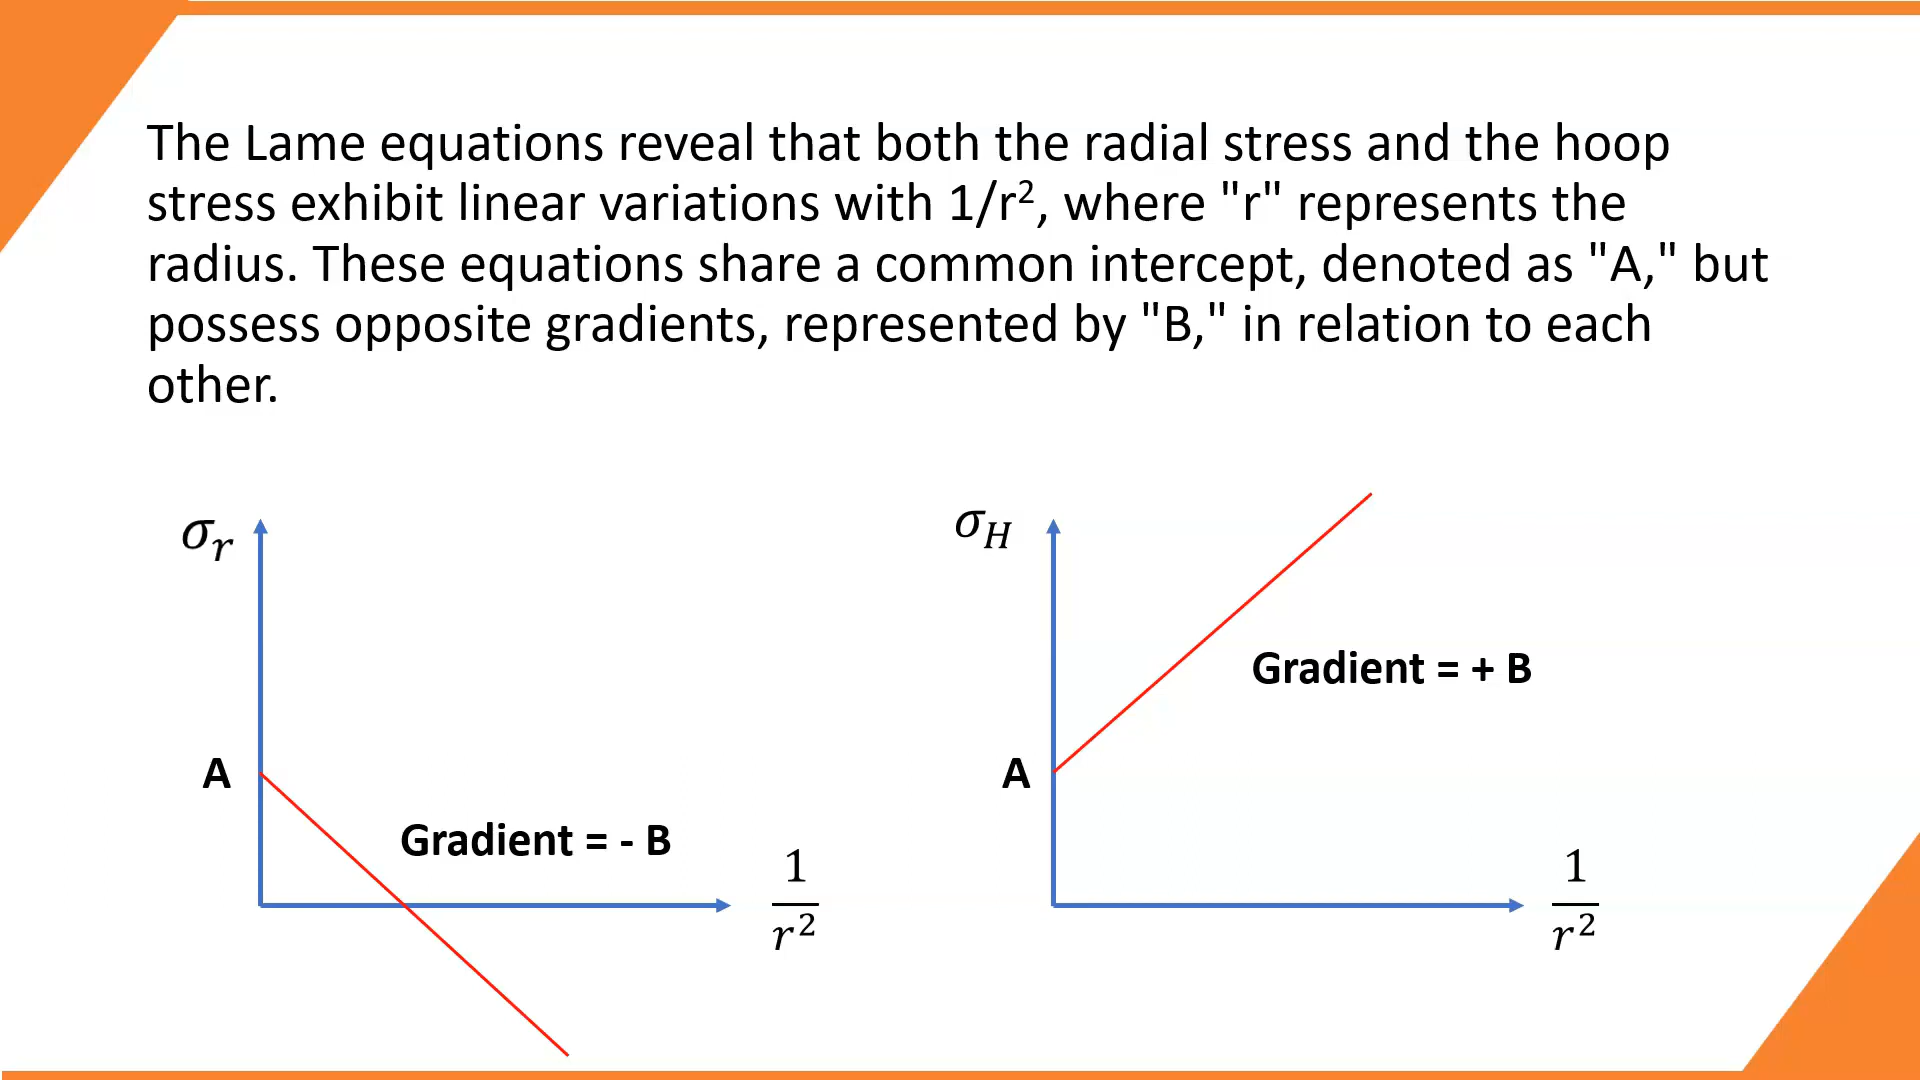 The Lame equations reveal that both the radial stress and the hoop
stress exhibit linear variations with 1/r², where "r" represents the
radius. These equations share a common intercept, denoted as "A," but
possess opposite gradients, represented by "B," in relation to each
other.
σr
σH
Gradient = + B
A
A
Gradient = - B
1/r²
1/r²